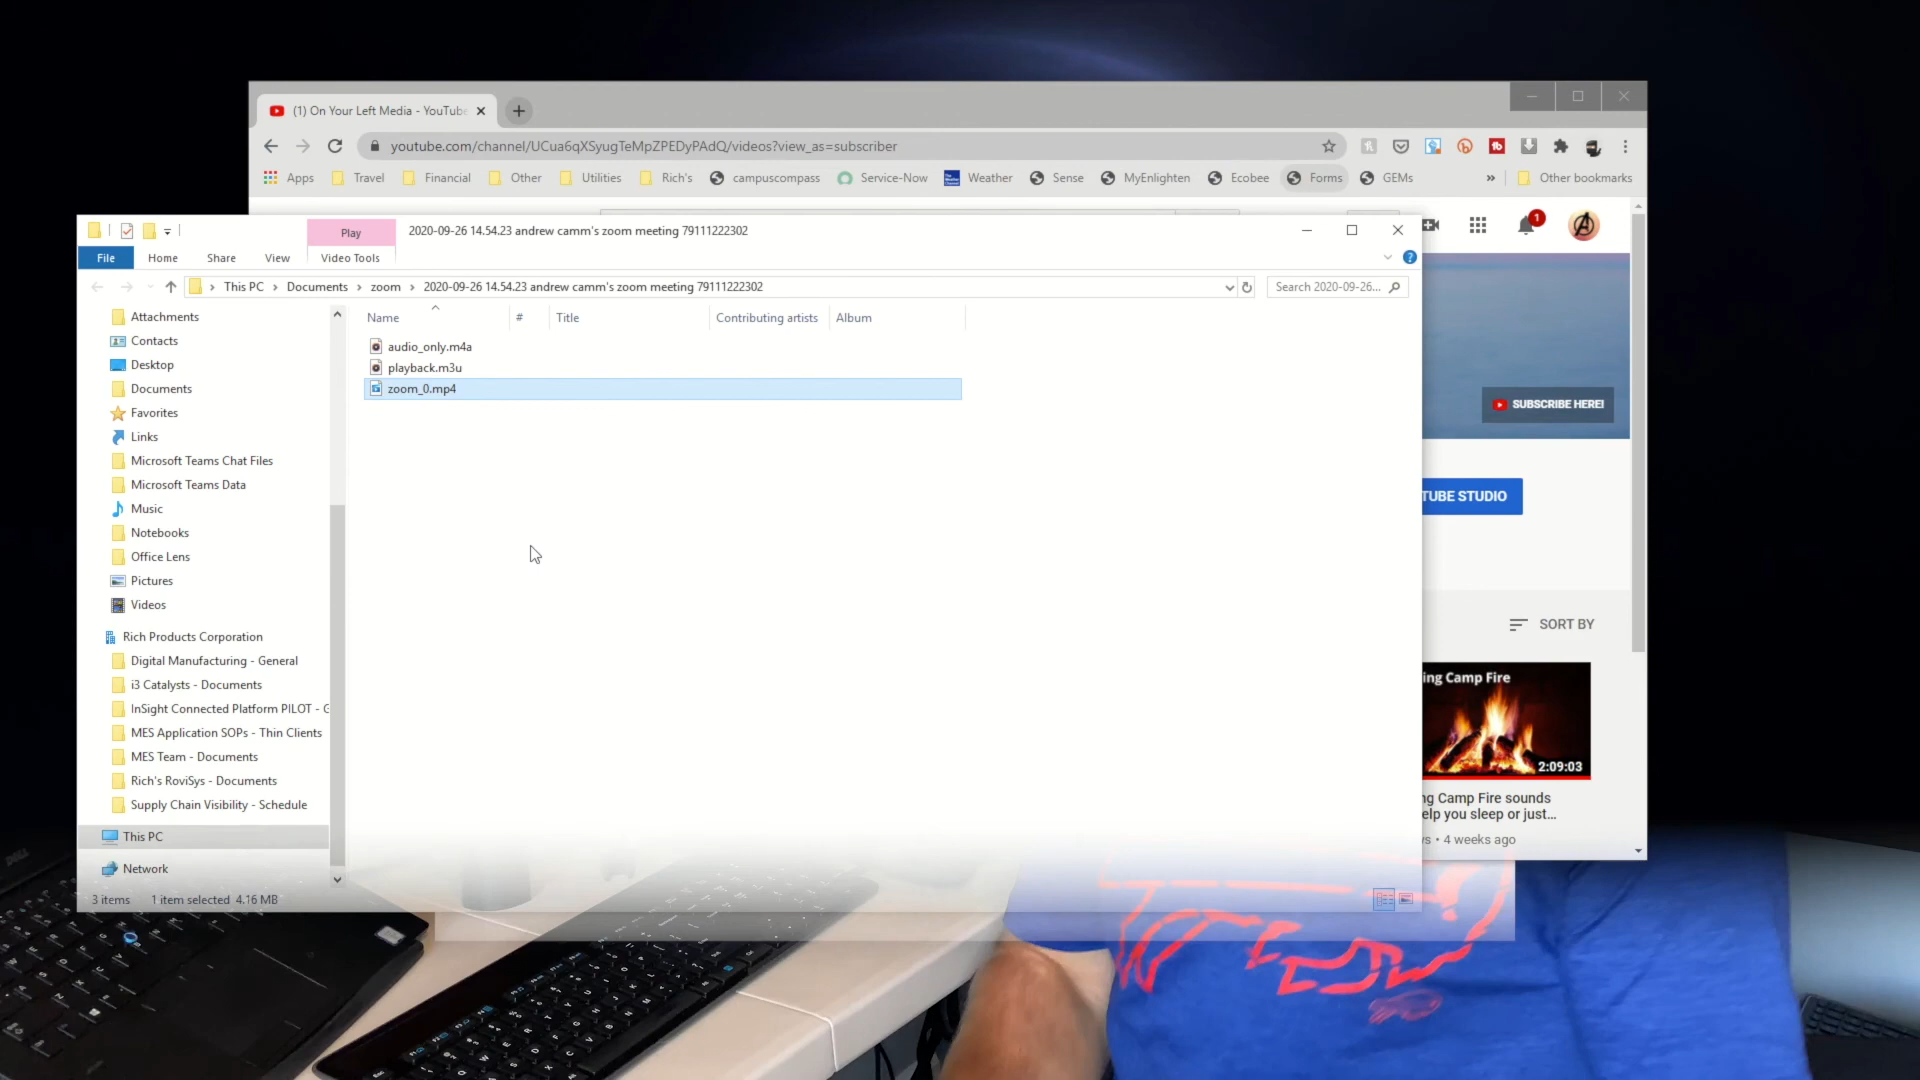 (1) On Your Left Media - YouTube
youtube.com/channel/UCua6qXSyugTeMpZPEDyPAdQ/videos?view_as=subscriber
Apps Travel Financial Other Utilities Rich's campuscompass Service-Now Weather Sense MyEnlighten Ecobee Forms GEMs » Other bookmarks
1
Play 2020-09-26 14.54.23 andrew camm's zoom meeting 79111222302
File Home Share View Video Tools
This PC > Documents > zoom > 2020-09-26 14.54.23 andrew camm's zoom meeting 79111222302
Search 2020-09-26...
Name # Title Contributing artists Album
audio_only.m4a
playback.m3u
zoom_0.mp4
Attachments
Contacts
Desktop
Documents
Favorites
Links
Microsoft Teams Chat Files
Microsoft Teams Data
Music
Notebooks
Office Lens
Pictures
Videos
Rich Products Corporation
Digital Manufacturing - General
i3 Catalysts - Documents
InSight Connected Platform PILOT - G
MES Application SOPs - Thin Clients
MES Team - Documents
Rich's RoviSys - Documents
Supply Chain Visibility - Schedule
This PC
Network
3 items 1 item selected 4.16 MB
SUBSCRIBE HERE!
TUBE STUDIO
SORT BY
ing Camp Fire
2:09:03
ng Camp Fire sounds
elp you sleep or just...
ws • 4 weeks ago